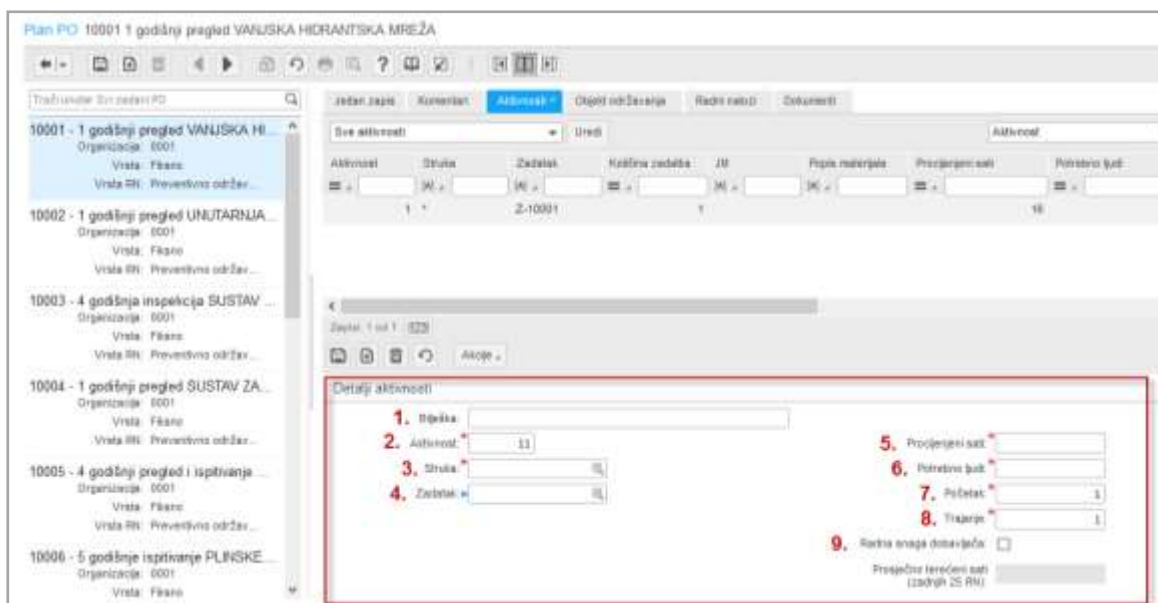 Plan PO 10001 1 godišnji pregled VANJSKA HIDRANTSKA MREŽA
10001 - 1 godišnji pregled VANJSKA HI...
Organizacija: 0001
Vrsta: Fiksno
Vrsta RN: Preventivno održav...
10002 - 1 godišnji pregled UNUTARNJA...
Organizacija: 0001
Vrsta: Fiksno
Vrsta RN: Preventivno održav...
10003 - 4 godišnja inspekcija SUSTAV ...
Organizacija: 0001
Vrsta: Fiksno
Vrsta RN: Preventivno održav...
10004 - 1 godišnji pregled SUSTAV ZA...
Organizacija: 0001
Vrsta: Fiksno
Vrsta RN: Preventivno održav...
10005 - 4 godišnji pregled i ispitivanje ...
Organizacija: 0001
Vrsta: Fiksno
Vrsta RN: Preventivno održav...
10006 - 5 godišnje ispitivanje PLINSKE...
Organizacija: 0001
Vrsta: Fiksno
Jedan zapis Komentari Aktivnosti Objekt održavanja Radni nalozi Dokumenti
Sve aktivnosti Uredi Aktivnost
Aktivnost Struka Zadatak Količina zadatka JM Popis materijala Procijenjeni sati Potrebno ljudi
1 * Z-10001 1 16
Zapisi: 1 od 1
Akcije
Detalji aktivnosti
1. Bilješka:
2. Aktivnost: * 11
3. Struka: *
4. Zadatak:
5. Procijenjeni sati: *
6. Potrebno ljudi: *
7. Početak: * 1
8. Trajanje: * 1
9. Radna snaga dobavljača:
Prosječno terećeni sati
(zadnjih 25 RN):